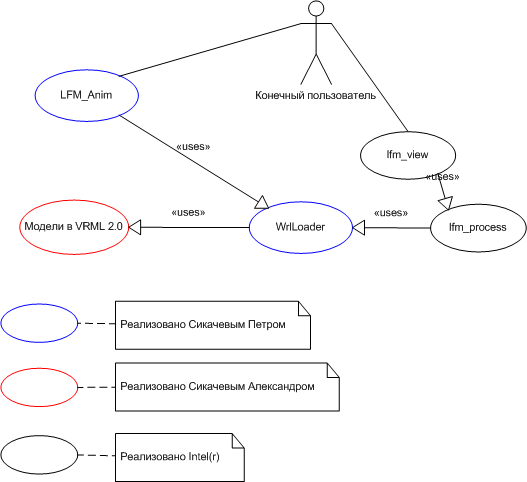 LFM_Anim
Конечный пользователь
«uses»
lfm_view
«uses»
Модели в VRML 2.0
«uses»
WrlLoader
«uses»
lfm_process
Реализовано Сикачевым Петром
Реализовано Сикачевым Александром
Реализовано Intel(r)